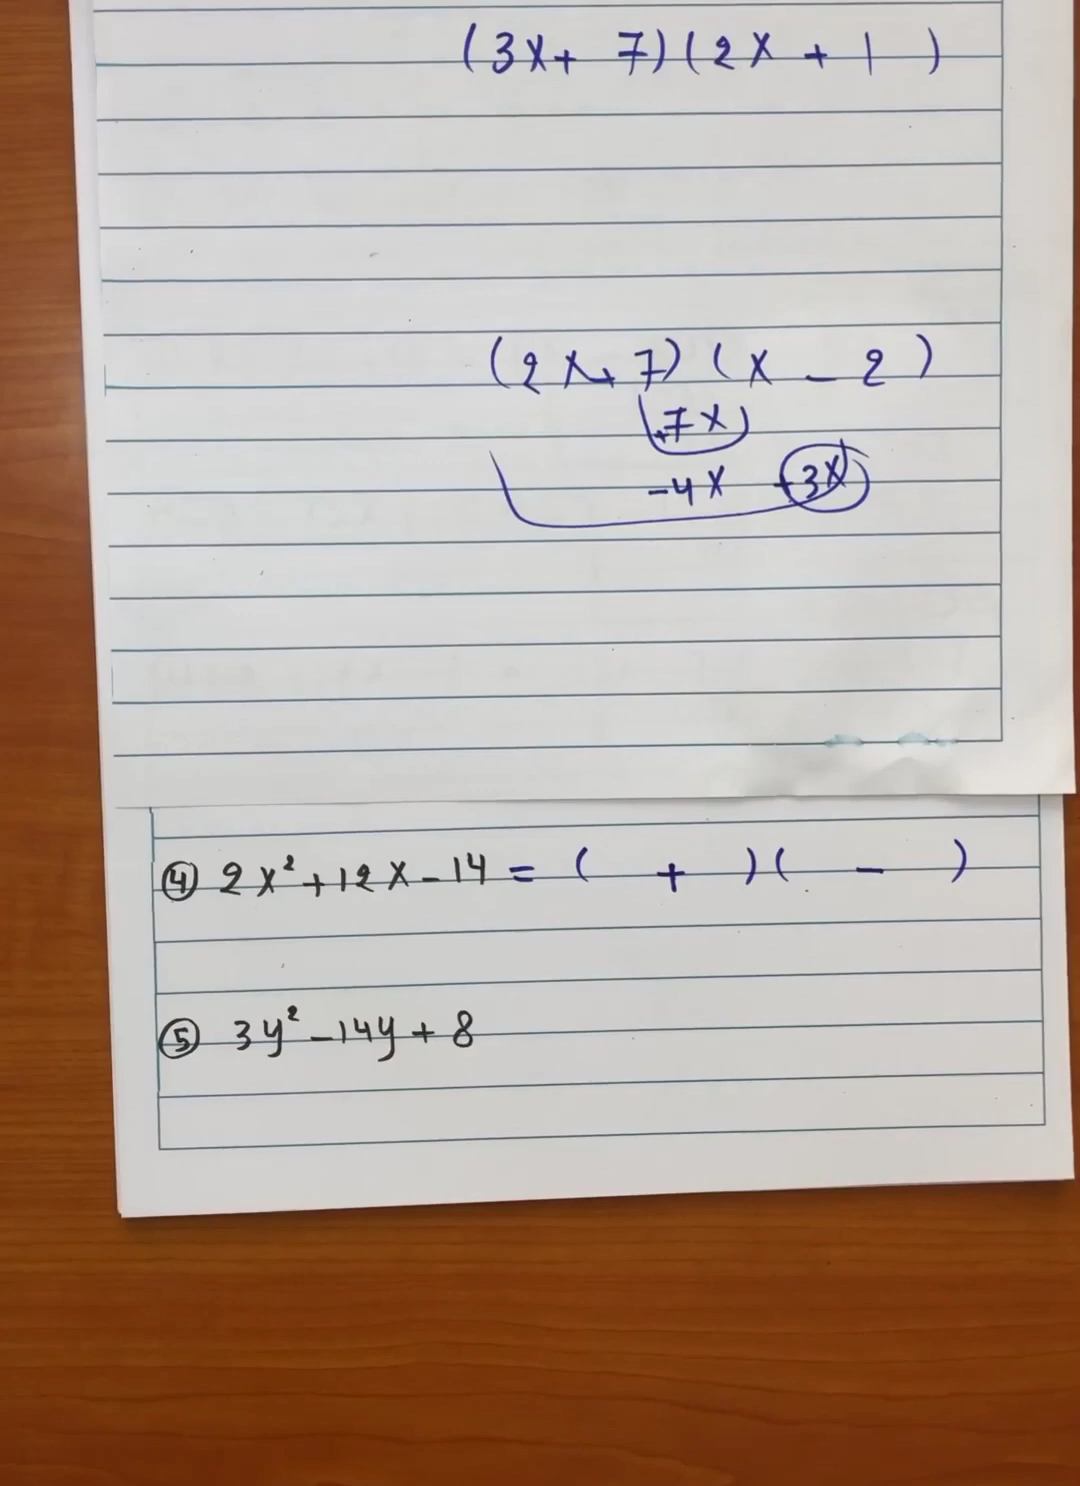 (3x+ 7)(2x + 1 )
(2x+ 7)(x - 2 )
+7x
-4x +3x
④ 2x²+12x-14 = ( + )( - )
⑤ 3y²-14y+8